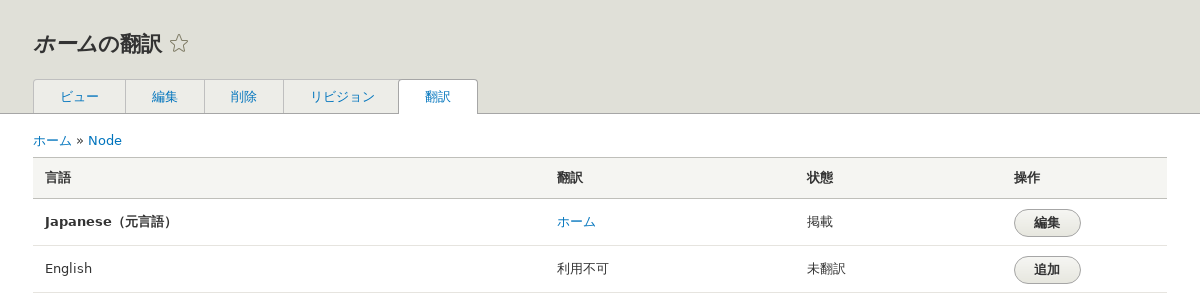 ホームの翻訳
ビュー 編集 削除 リビジョン 翻訳
ホーム » Node
言語 翻訳 状態 操作
Japanese（元言語） ホーム 掲載 編集
English 利用不可 未翻訳 追加